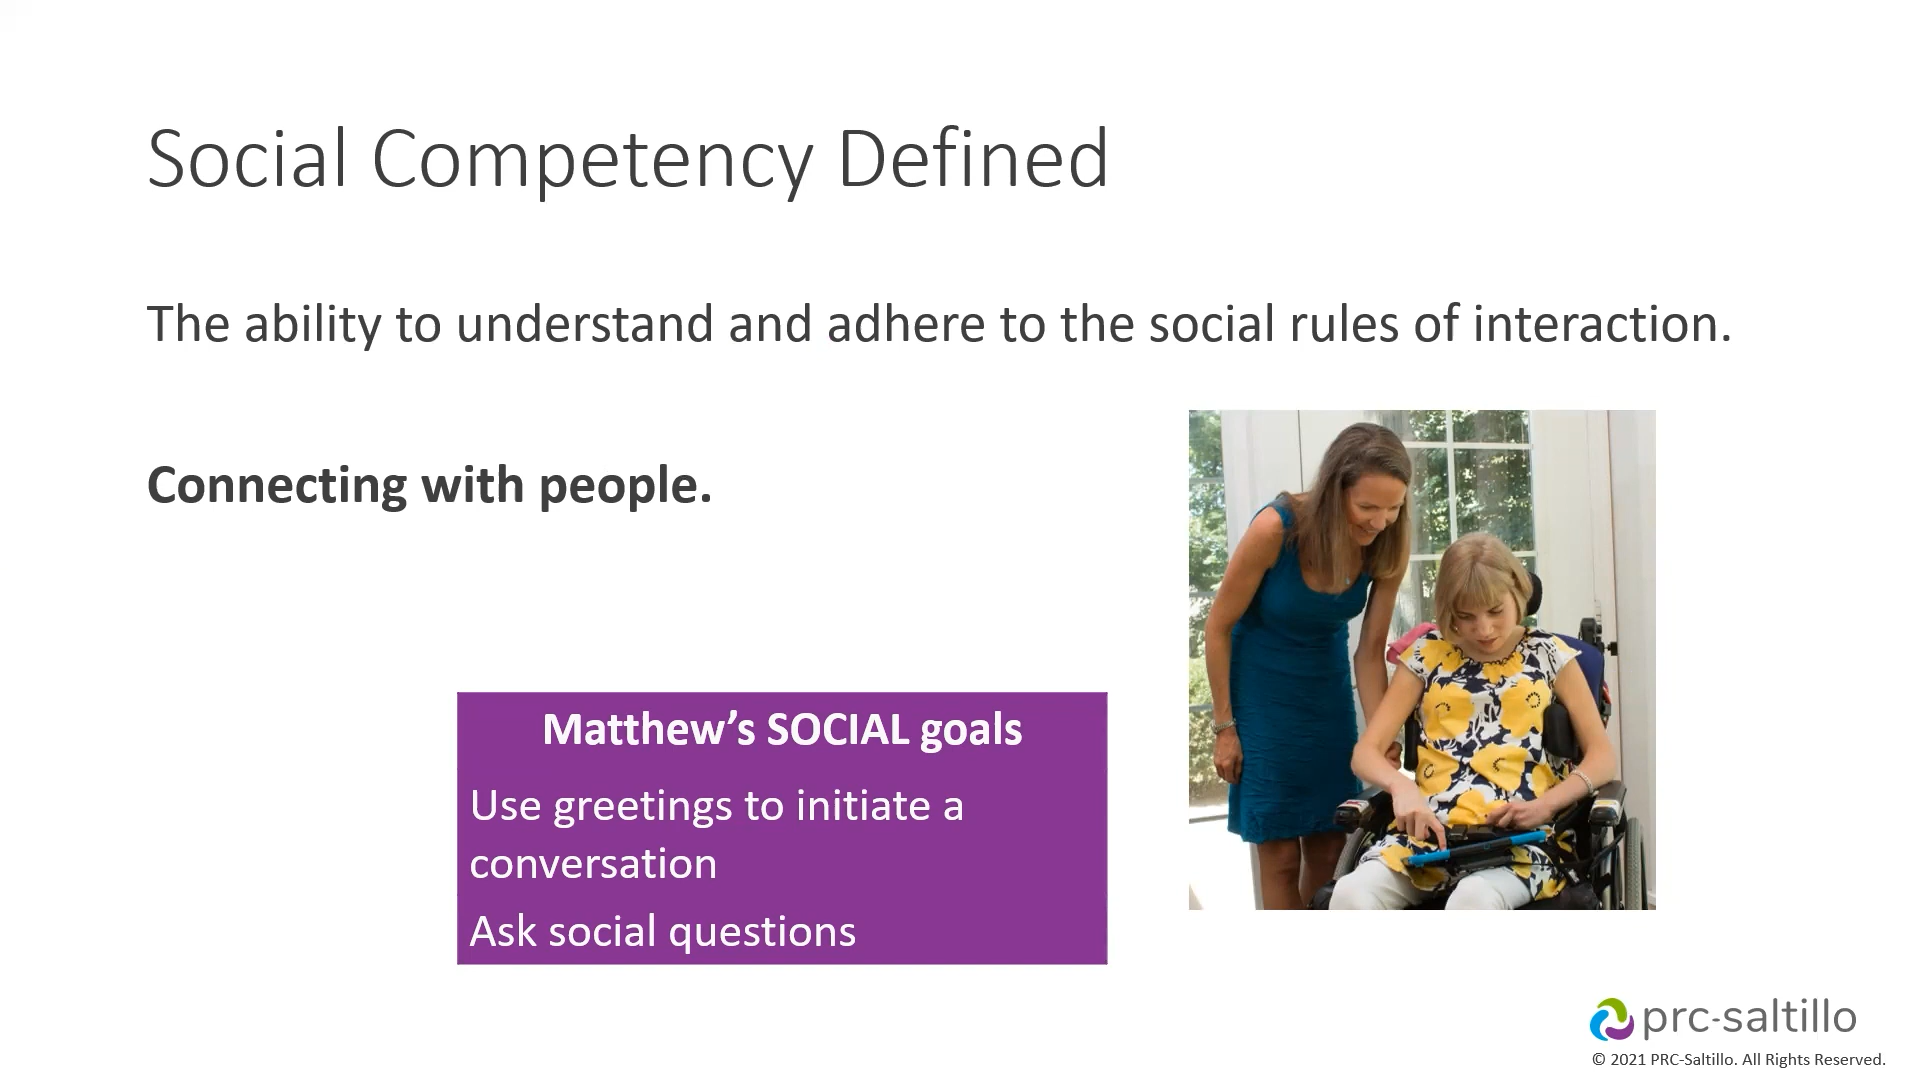 Social Competency Defined
The ability to understand and adhere to the social rules of interaction.
Connecting with people.
Matthew’s SOCIAL goals
Use greetings to initiate a
conversation
Ask social questions
prc-saltillo
© 2021 PRC-Saltillo. All Rights Reserved.